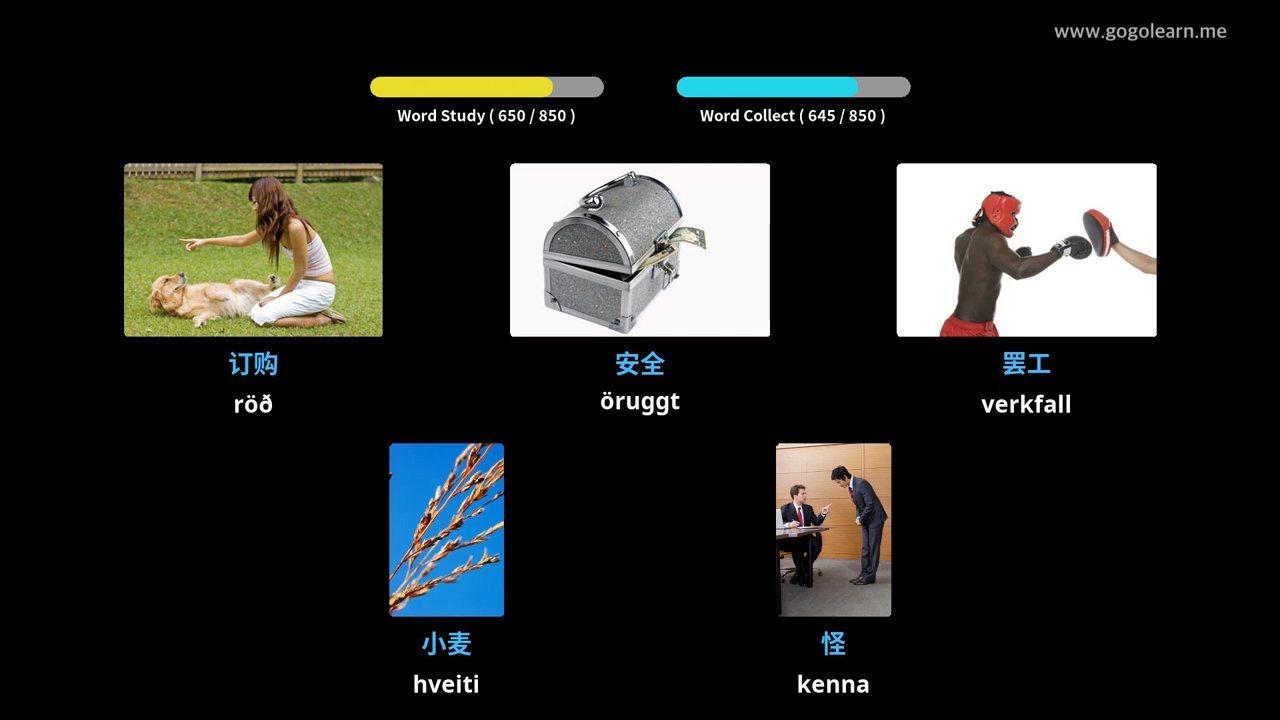 www.gogolearn.me
Word Study ( 650 / 850 )
Word Collect ( 645 / 850 )
订购
röð
安全
öruggt
罢工
verkfall
小麦
hveiti
怪
kenna